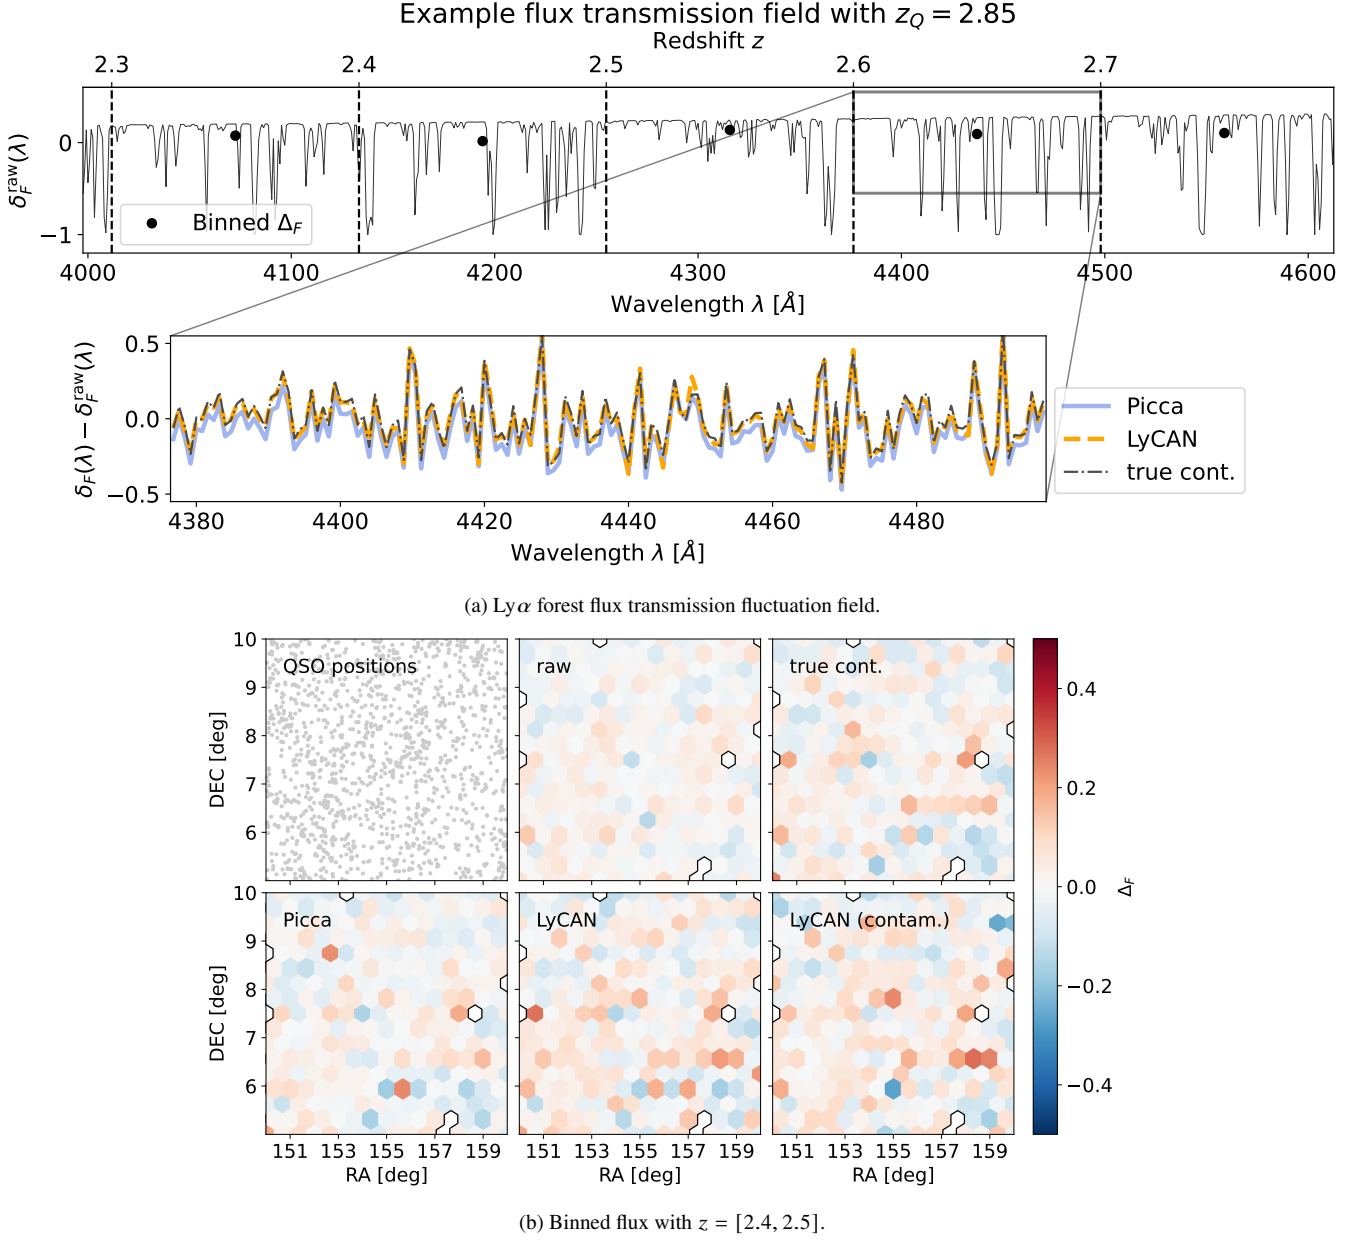 Example flux transmission field with z_Q = 2.85
Redshift z
2.3 2.4 2.5 2.6 2.7
δ_F^raw(λ)
0
−1
Binned Δ_F
4000 4100 4200 4300 4400 4500 4600
Wavelength λ [Å]
δ_F(λ) − δ_F^raw(λ)
0.5
0.0
−0.5
Picca
LyCAN
true cont.
4380 4400 4420 4440 4460 4480
Wavelength λ [Å]
(a) Lyα forest flux transmission fluctuation field.
DEC [deg]
10
9
8
7
6
QSO positions
raw
true cont.
DEC [deg]
10
9
8
7
6
Picca
LyCAN
LyCAN (contam.)
151 153 155 157 159
151 153 155 157 159
151 153 155 157 159
RA [deg]
RA [deg]
RA [deg]
0.4
0.2
0.0
−0.2
−0.4
Δ_F
(b) Binned flux with z = [2.4, 2.5].